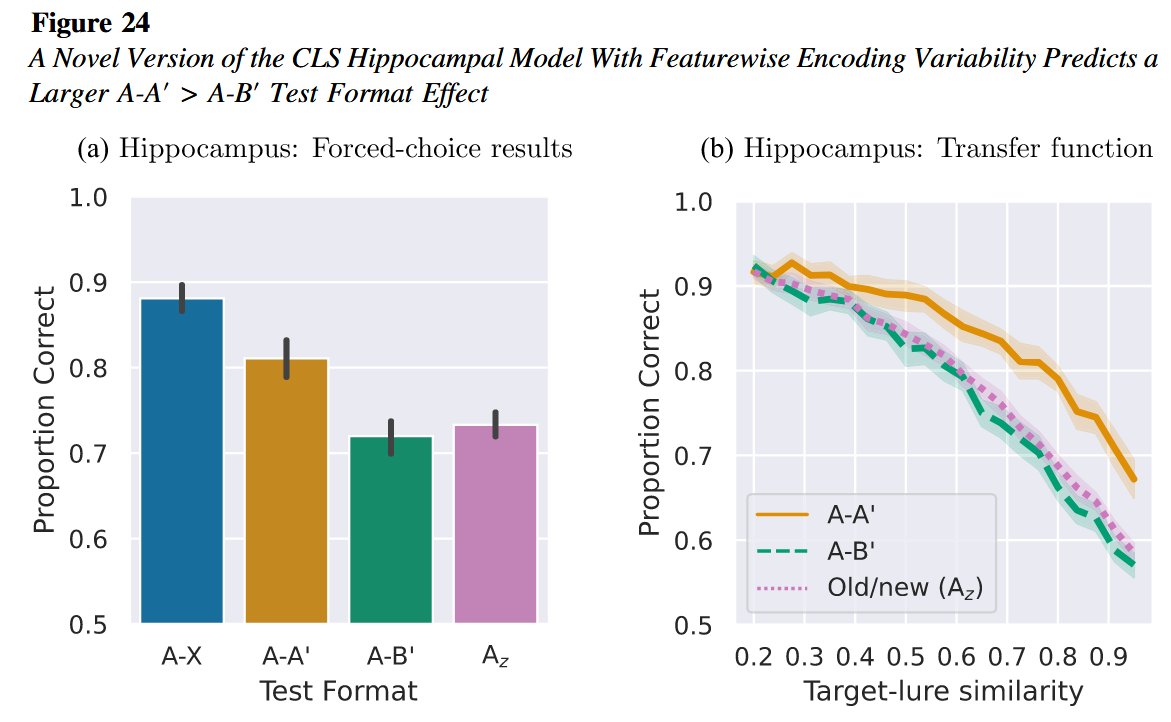 Figure 24
A Novel Version of the CLS Hippocampal Model With Featurewise Encoding Variability Predicts a
Larger A-A′ > A-B′ Test Format Effect
(a) Hippocampus: Forced-choice results
Proportion Correct
1.0
0.9
0.8
0.7
0.6
0.5
A-X A-A' A-B' Az
Test Format
(b) Hippocampus: Transfer function
Proportion Correct
1.0
0.9
0.8
0.7
0.6
0.5
A-A'
A-B'
Old/new (Az)
0.2 0.3 0.4 0.5 0.6 0.7 0.8 0.9
Target-lure similarity